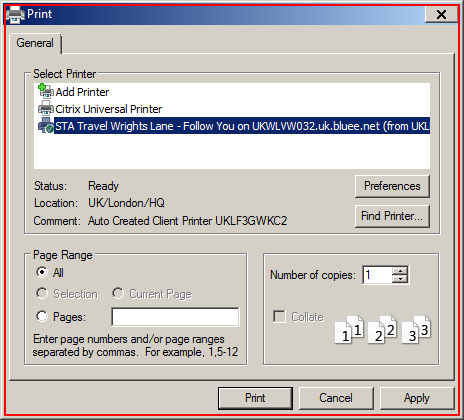 Print
General
Select Printer
Add Printer
Citrix Universal Printer
STA Travel Wrights Lane - Follow You on UKWLVW032.uk.bluee.net (from UKL
Status: Ready
Location: UK/London/HQ
Comment: Auto Created Client Printer UKLF3GWKC2
Preferences
Find Printer...
Page Range
All
Selection Current Page
Pages:
Enter page numbers and/or page ranges
separated by commas. For example, 1,5-12
Number of copies: 1
Collate
1 1 2 2 3 3
Print Cancel Apply